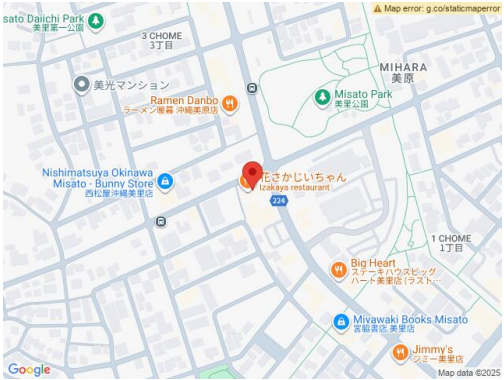 Map error: g.co/staticmaperror
sato Daiichi Park
美里第一公園
3 CHOME
3丁目
MIHARA
美原
美光マンション
Ramen Danbo
ラーメン暖暮 沖縄美原店
Misato Park
美里公園
Nishimatsuya Okinawa
Misato - Bunny Store
西松屋沖縄美里店
花さかじいちゃん
Izakaya restaurant
224
1 CHOME
1丁目
Big Heart
ステーキハウスビッグ
ハート美里店 (ラスト…
Miyawaki Books Misato
宮脇書店 美里店
Jimmy's
ジミー美里店
Google
Map data ©2025